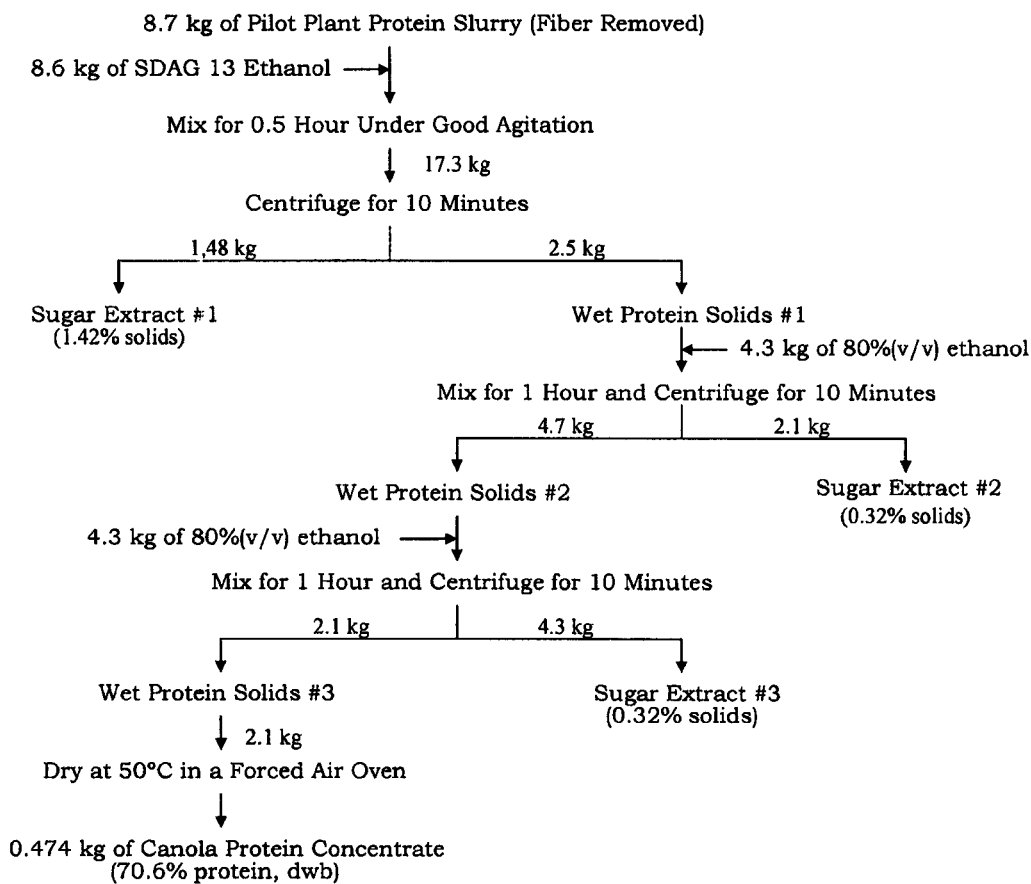 8.7 kg of Pilot Plant Protein Slurry (Fiber Removed)
8.6 kg of SDAG 13 Ethanol
Mix for 0.5 Hour Under Good Agitation
17.3 kg
Centrifuge for 10 Minutes
1,48 kg
2.5 kg
Sugar Extract #1
(1.42% solids)
Wet Protein Solids #1
4.3 kg of 80%(v/v) ethanol
Mix for 1 Hour and Centrifuge for 10 Minutes
4.7 kg
2.1 kg
Wet Protein Solids #2
Sugar Extract #2
(0.32% solids)
4.3 kg of 80%(v/v) ethanol
Mix for 1 Hour and Centrifuge for 10 Minutes
2.1 kg
4.3 kg
Wet Protein Solids #3
Sugar Extract #3
(0.32% solids)
2.1 kg
Dry at 50°C in a Forced Air Oven
0.474 kg of Canola Protein Concentrate
(70.6% protein, dwb)